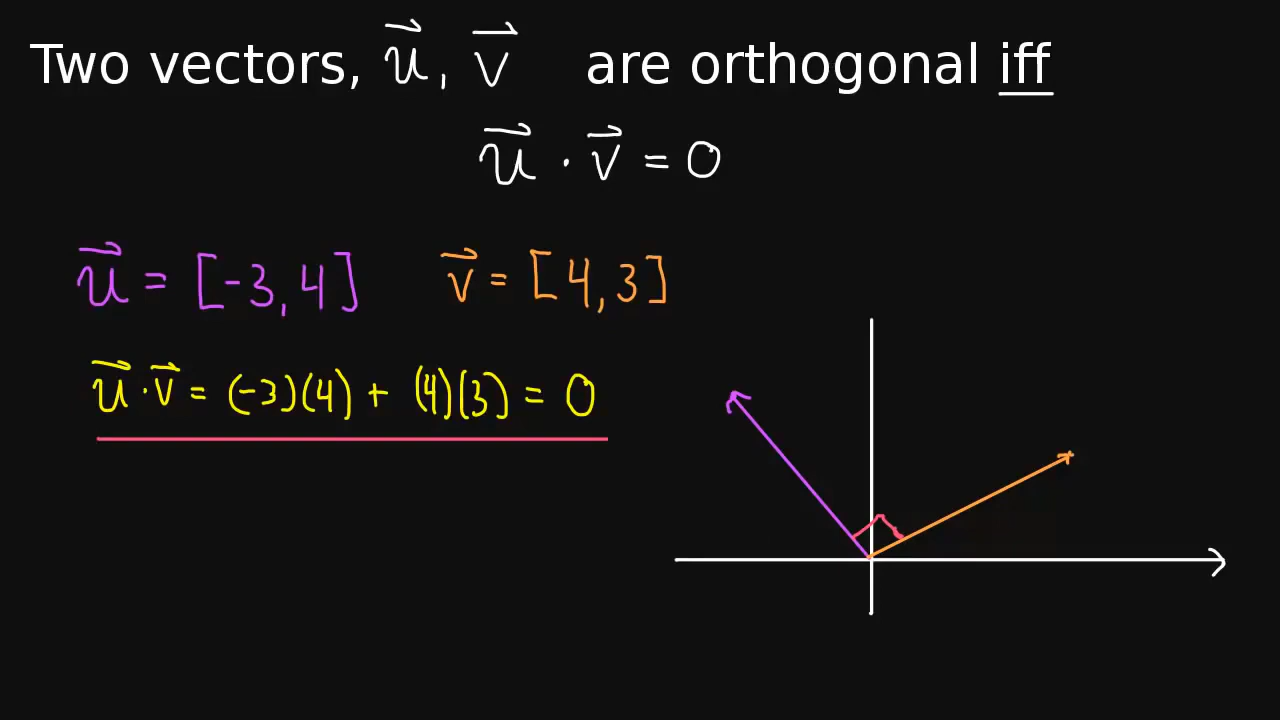 Two vectors, u⃗, v⃗ are orthogonal iff
u⃗ · v⃗ = 0
u⃗ = [-3, 4] v⃗ = [4, 3]
u⃗ · v⃗ = (-3)(4) + (4)(3) = 0